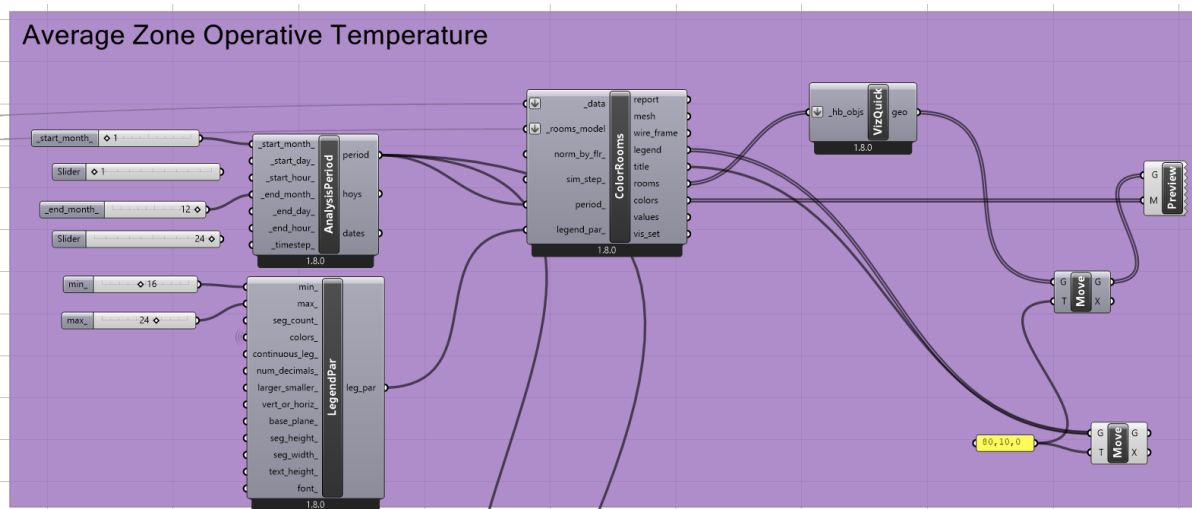 Average Zone Operative Temperature
_start_month_ 1
Slider 1
_end_month_ 12
Slider 24
_start_month_
_start_day_
_start_hour_
_end_month_
_end_day_
_end_hour_
_timestep_
AnalysisPeriod
period
hoys
dates
1.8.0
min_ 16
max_ 24
min_
max_
seg_count_
colors_
continuous_leg_
num_decimals_
larger_smaller_
vert_or_horiz_
base_plane_
seg_height_
seg_width_
text_height_
font_
LegendPar
leg_par
1.8.0
_data
_rooms_model
norm_by_flr_
sim_step_
period_
legend_par_
ColorRooms
report
mesh
wire_frame
legend
title
rooms
colors
values
vis_set
1.8.0
_hb_objs
VizQuick
geo
1.8.0
G
M
Preview
G
T
Move
G
X
80,10,0
G
T
Move
G
X